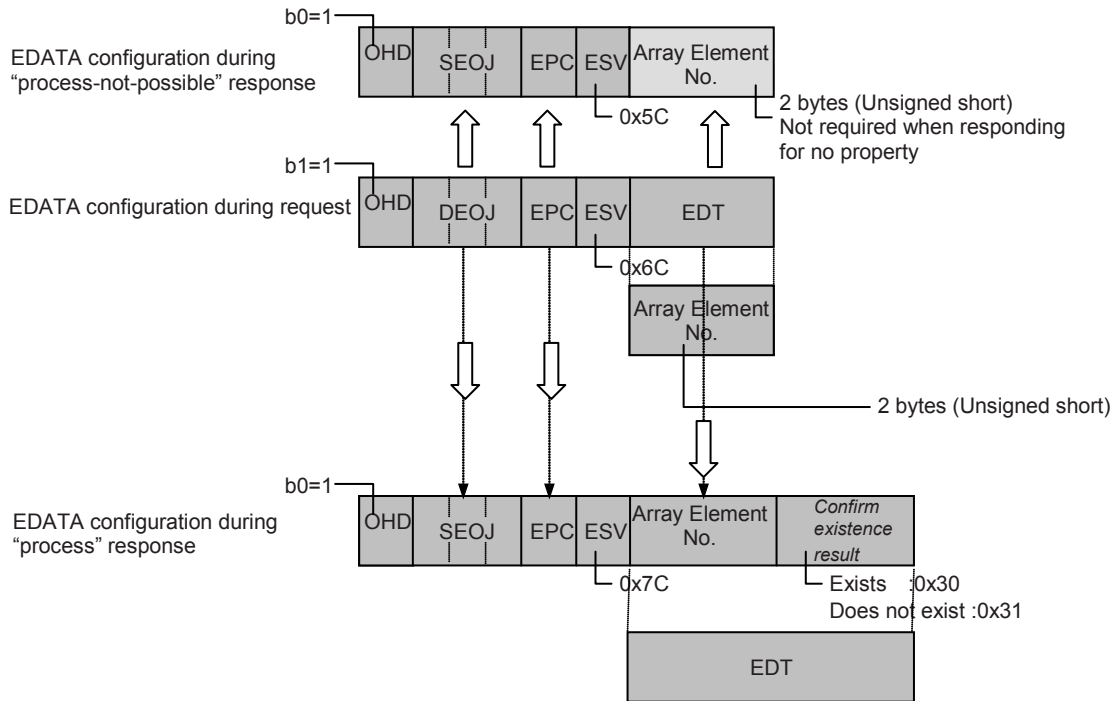 b0=1
EDATA configuration during
“process-not-possible” response
OHD
SEOJ
EPC
ESV
Array Element
No.
0x5C
2 bytes (Unsigned short)
Not required when responding
for no property
b1=1
EDATA configuration during request
OHD
DEOJ
EPC
ESV
EDT
0x6C
Array Element
No.
2 bytes (Unsigned short)
b0=1
EDATA configuration during
“process” response
OHD
SEOJ
EPC
ESV
Array Element
No.
Confirm
existence
result
0x7C
Exists :0x30
Does not exist :0x31
EDT